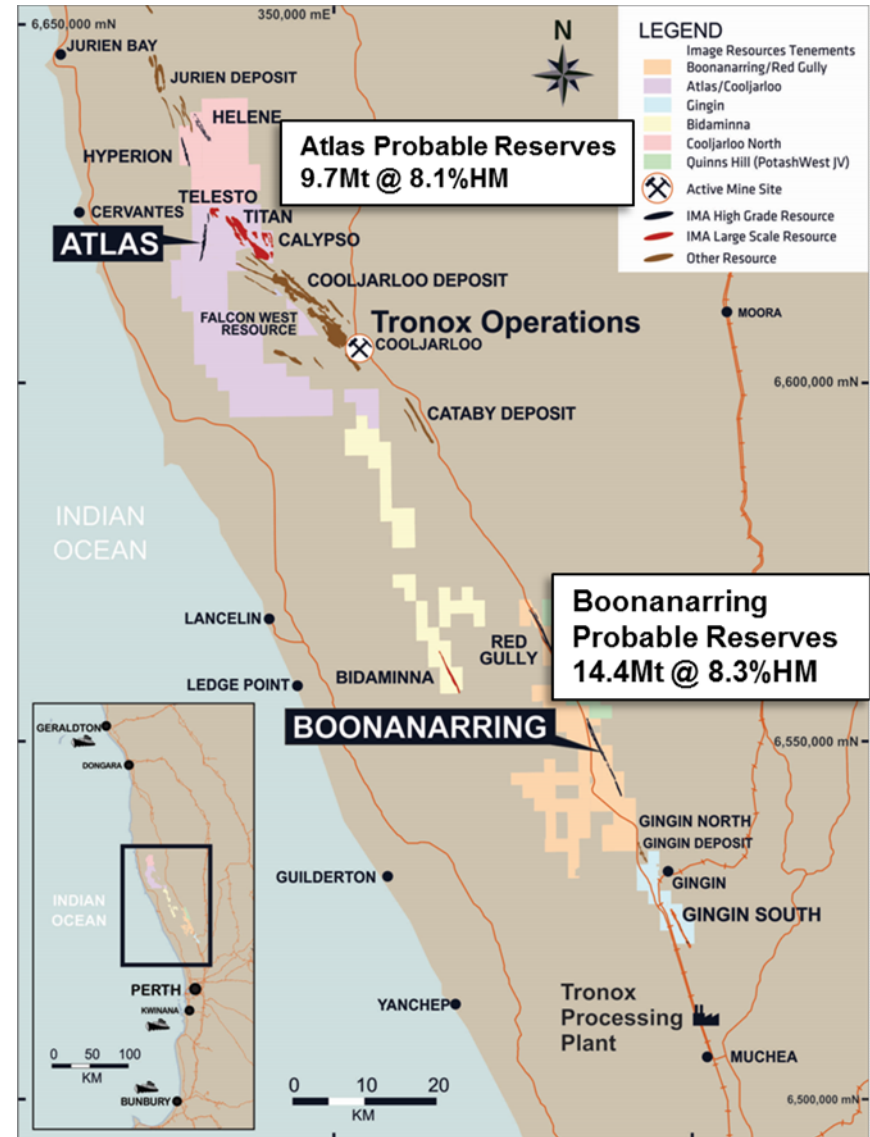 6,650,000 mN
350,000 mE
JURIEN BAY
JURIEN DEPOSIT
HELENE
HYPERION
N
LEGEND
Image Resources Tenements
Boonanarring/Red Gully
Atlas/Cooljarloo
Gingin
Bidaminna
Cooljarloo North
Quinns Hill (PotashWest JV)
Active Mine Site
IMA High Grade Resource
IMA Large Scale Resource
Other Resource
Atlas Probable Reserves
9.7Mt @ 8.1%HM
TELESTO
TITAN
CALYPSO
CERVANTES
ATLAS
COOLJARLOO DEPOSIT
FALCON WEST
RESOURCE
Tronox Operations
COOLJARLOO
MOORA
6,600,000 mN
CATABY DEPOSIT
INDIAN
OCEAN
LANCELIN
LEDGE POINT
BIDAMINNA
RED
GULLY
Boonanarring
Probable Reserves
14.4Mt @ 8.3%HM
BOONANARRING
6,550,000 mN
GINGIN NORTH
GINGIN DEPOSIT
GINGIN
GINGIN SOUTH
GUILDERTON
YANCHEP
Tronox
Processing
Plant
MUCHEA
6,500,000 mN
0 10 20
KM
GERALDTON
DONGARA
INDIAN
OCEAN
PERTH
KWINANA
0 50 100
KM
BUNBURY